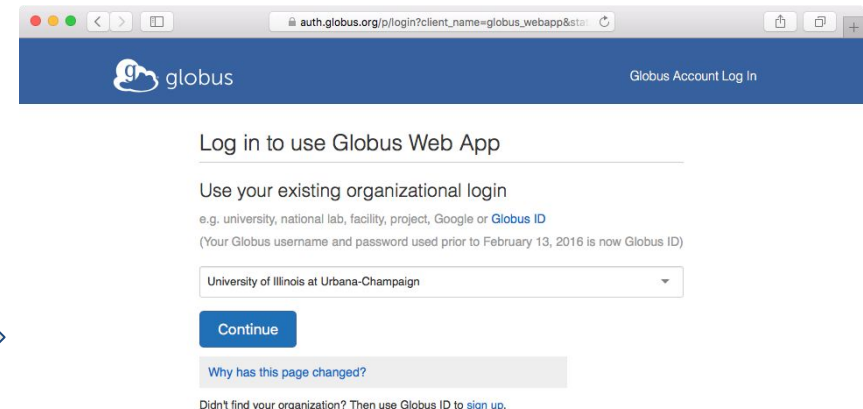 auth.globus.org/p/login?client_name=globus_webapp&sta
globus
Globus Account Log In
Log in to use Globus Web App
Use your existing organizational login
e.g. university, national lab, facility, project, Google or Globus ID
(Your Globus username and password used prior to February 13, 2016 is now Globus ID)
University of Illinois at Urbana-Champaign
Continue
Why has this page changed?
Didn't find your organization? Then use Globus ID to sign up.